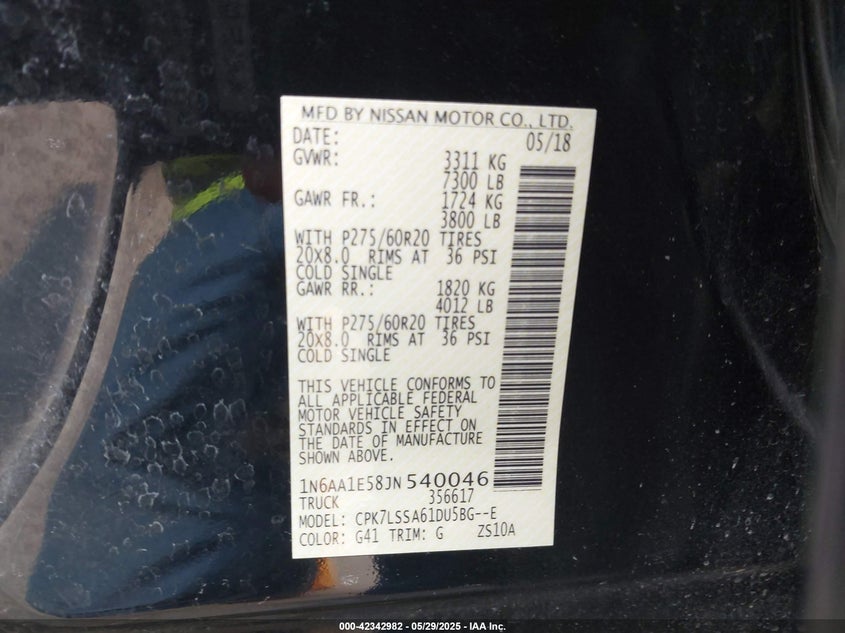 MFD BY NISSAN MOTOR CO., LTD.
DATE: 05/18
GVWR: 3311 KG
7300 LB
GAWR FR.: 1724 KG
3800 LB
WITH P275/60R20 TIRES
20X8.0 RIMS AT 36 PSI
COLD SINGLE
GAWR RR.: 1820 KG
4012 LB
WITH P275/60R20 TIRES
20X8.0 RIMS AT 36 PSI
COLD SINGLE
THIS VEHICLE CONFORMS TO
ALL APPLICABLE FEDERAL
MOTOR VEHICLE SAFETY
STANDARDS IN EFFECT ON
THE DATE OF MANUFACTURE
SHOWN ABOVE.
1N6AA1E58JN 540046
TRUCK 356617
MODEL: CPK7LSSA61DU5BG--E
COLOR: G41 TRIM: G ZS10A
000-42342982 - 05/29/2025 - IAA Inc.